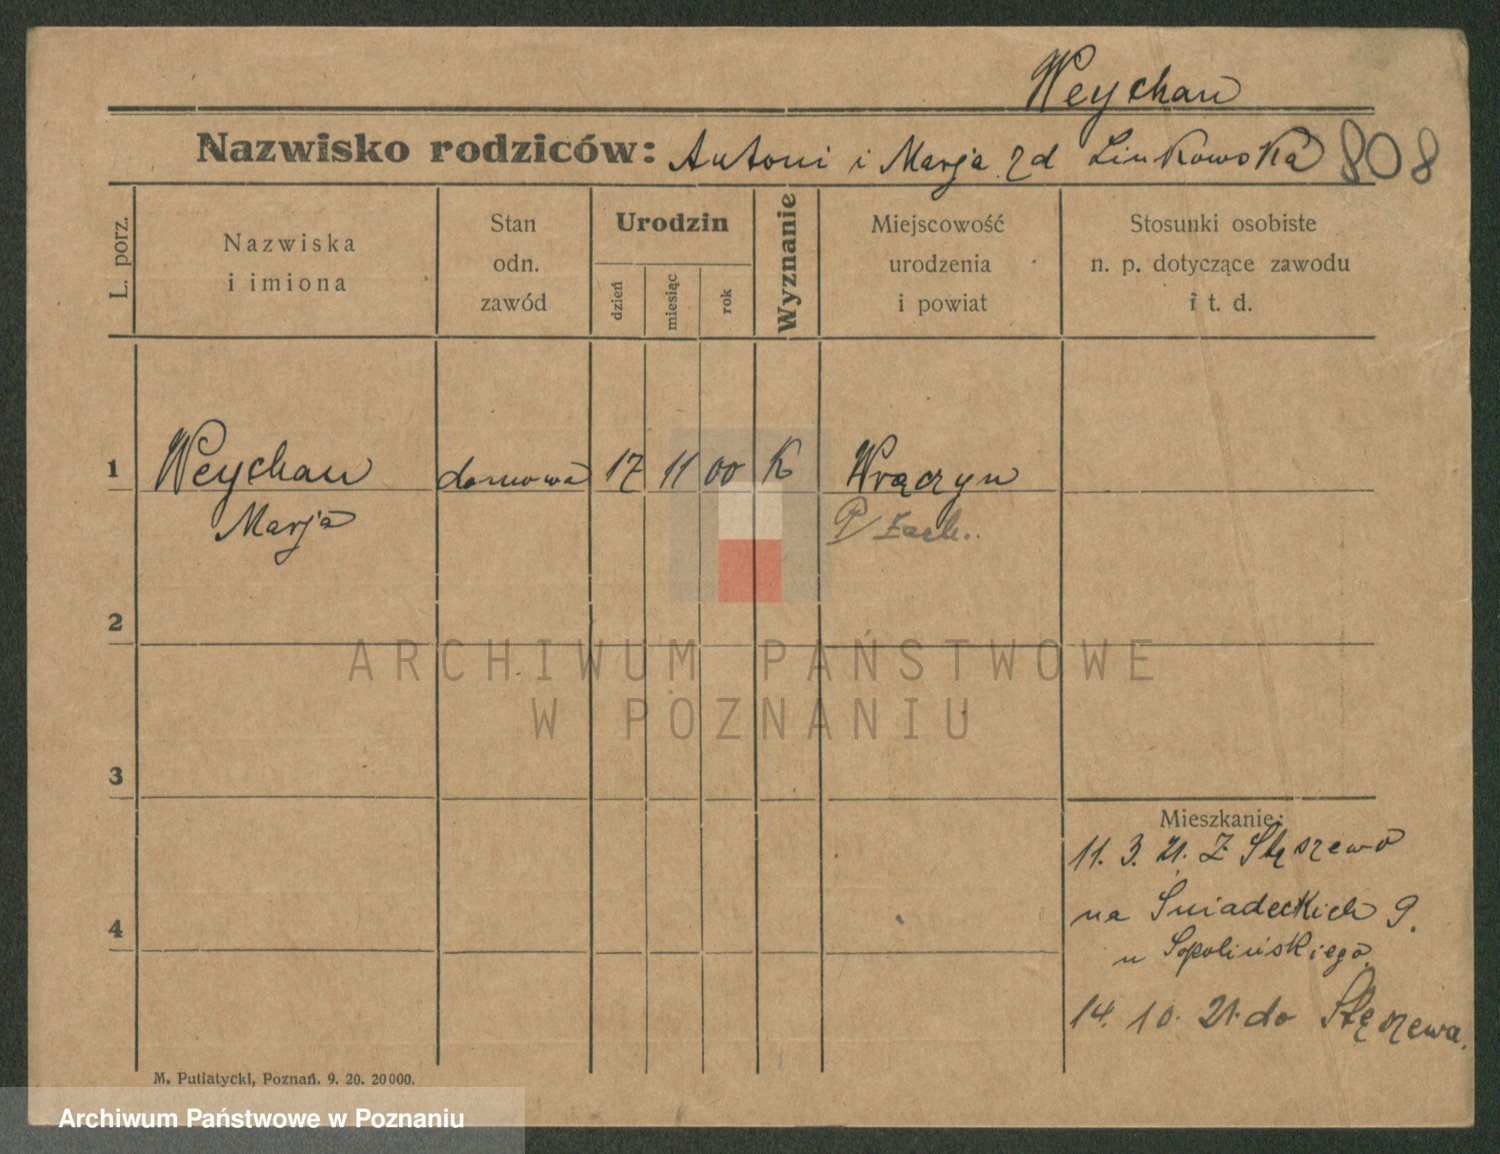 Weychan
Nazwisko rodziców: Antoni i Marja zd Linkowska 808
L. porz.
Nazwiska
i imiona
Stan
odn.
zawód
Urodzin
dzień
miesiąc
rok
Wyznanie
Miejscowość
urodzenia
i powiat
Stosunki osobiste
n. p. dotyczące zawodu
i t. d.
1 Weychan domowa 17 11 00 K Wrączyn
Marja P/ Zach.
2
ARCHIWUM PAŃSTWOWE
W POZNANIU
3
Mieszkanie:
11. 3. 21. Z Stęszewo
na Śniadeckich 9.
4
u Sopolińskiego
14. 10. 21. do Stęszewa.
M. Putiatycki, Poznań. 9. 20. 20000.
Archiwum Państwowe w Poznaniu